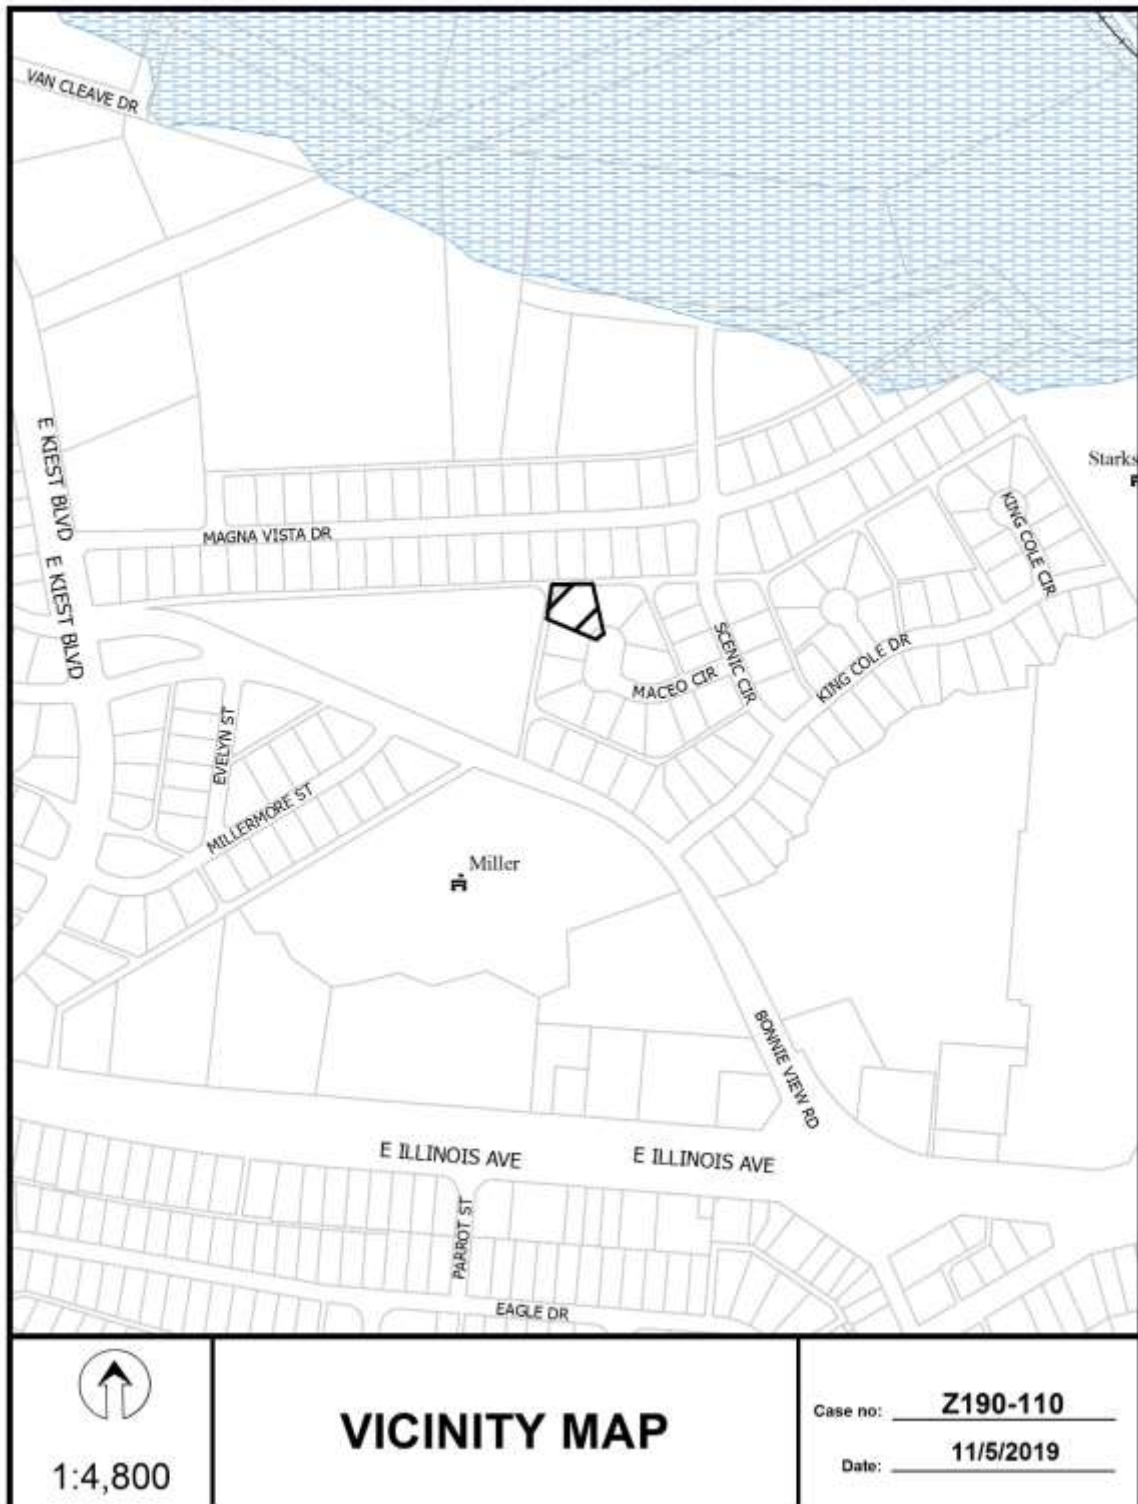 VAN CLEAVE DR
E KIEST BLVD
Starks
KING COLE CIR
MAGNA VISTA DR
E KIEST BLVD
SCENIC CIR
KING COLE DR
MACEO CIR
EVELYN ST
MILLERMORE ST
Miller
BONNIE VIEW RD
E ILLINOIS AVE
E ILLINOIS AVE
PARROT ST
EAGLE DR
1:4,800
VICINITY MAP
Case no: Z190-110
Date: 11/5/2019